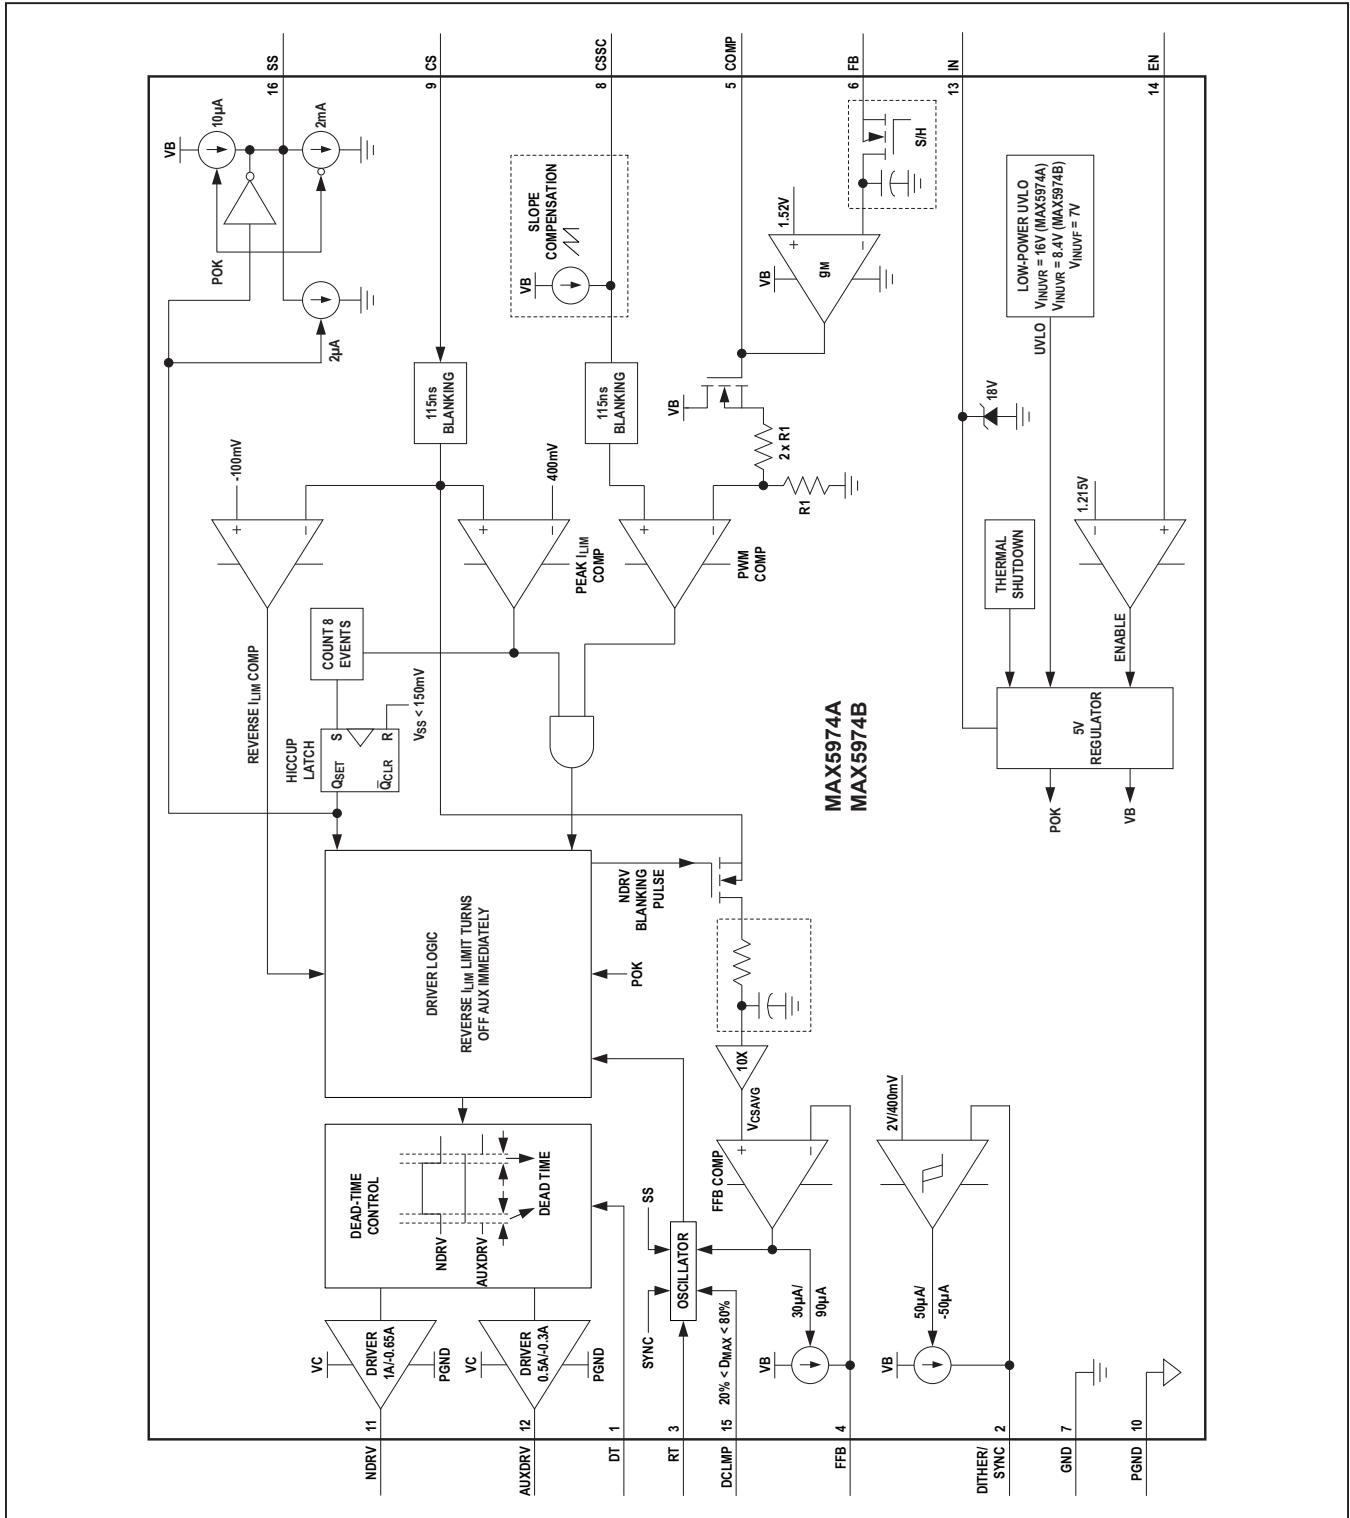 16 SS
9 CS
8 CSSC
5 COMP
6 FB
13 IN
14 EN
VB
10µA
2mA
POK
2µA
SLOPE
COMPENSATION
VB
S/H
1.52V
VB
gM
LOW-POWER UVLO
VINUVR = 16V (MAX5974A)
VINUVR = 8.4V (MAX5974B)
VINUVF = 7V
UVLO
115ns
BLANKING
115ns
BLANKING
VB
2 x R1
R1
18V
-100mV
400mV
1.215V
PEAK ILIM
COMP
PWM
COMP
THERMAL
SHUTDOWN
ENABLE
REVERSE ILIM COMP
COUNT 8
EVENTS
HICCUP
LATCH
S
R
QSET
Q̅CLR
VSS < 150mV
MAX5974A
MAX5974B
5V
REGULATOR
POK
VB
DRIVER LOGIC
REVERSE ILIM LIMIT TURNS
OFF AUX IMMEDIATELY
NDRV
BLANKING
PULSE
POK
10X
VCSAVG
2V/400mV
DEAD-TIME
CONTROL
NDRV
AUXDRV
DEAD TIME
FFB COMP
SS
OSCILLATOR
SYNC
20% < DMAX < 80%
30µA/
90µA
VB
50µA/
-50µA
VB
VC
DRIVER
1A/-0.65A
PGND
VC
DRIVER
0.5A/-0.3A
PGND
NDRV 11
AUXDRV 12
DT 1
RT 3
DCLMP 15
FFB 4
DITHER/
SYNC 2
GND 7
PGND 10
+
−
+
−
+
−
+
−
−
+
+
−